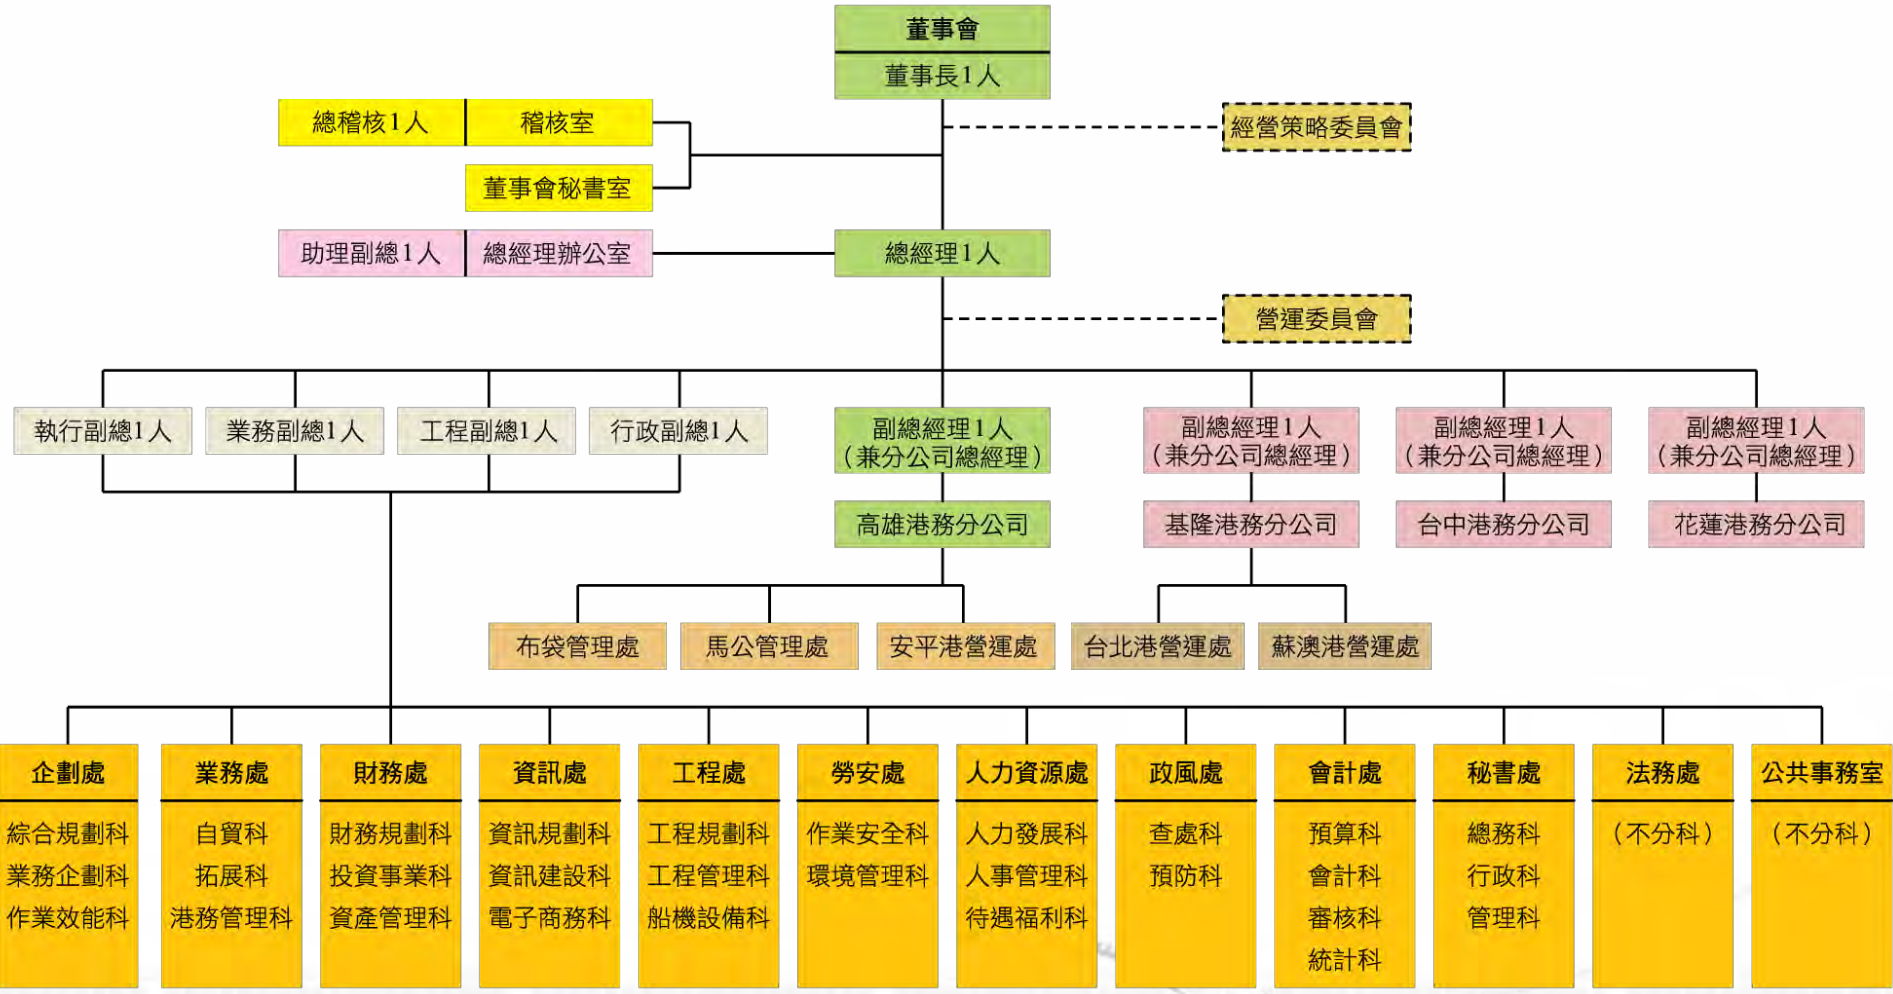 董事會
董事長1人
總稽核1人 稽核室
經營策略委員會
董事會秘書室
助理副總1人 總經理辦公室
總經理1人
營運委員會
執行副總1人
業務副總1人
工程副總1人
行政副總1人
副總經理1人
（兼分公司總經理）
副總經理1人
（兼分公司總經理）
副總經理1人
（兼分公司總經理）
副總經理1人
（兼分公司總經理）
高雄港務分公司
基隆港務分公司
台中港務分公司
花蓮港務分公司
布袋管理處
馬公管理處
安平港營運處
台北港營運處
蘇澳港營運處
企劃處
綜合規劃科
業務企劃科
作業效能科
業務處
自貿科
拓展科
港務管理科
財務處
財務規劃科
投資事業科
資產管理科
資訊處
資訊規劃科
資訊建設科
電子商務科
工程處
工程規劃科
工程管理科
船機設備科
勞安處
作業安全科
環境管理科
人力資源處
人力發展科
人事管理科
待遇福利科
政風處
查處科
預防科
會計處
預算科
會計科
審核科
統計科
秘書處
總務科
行政科
管理科
法務處
（不分科）
公共事務室
（不分科）